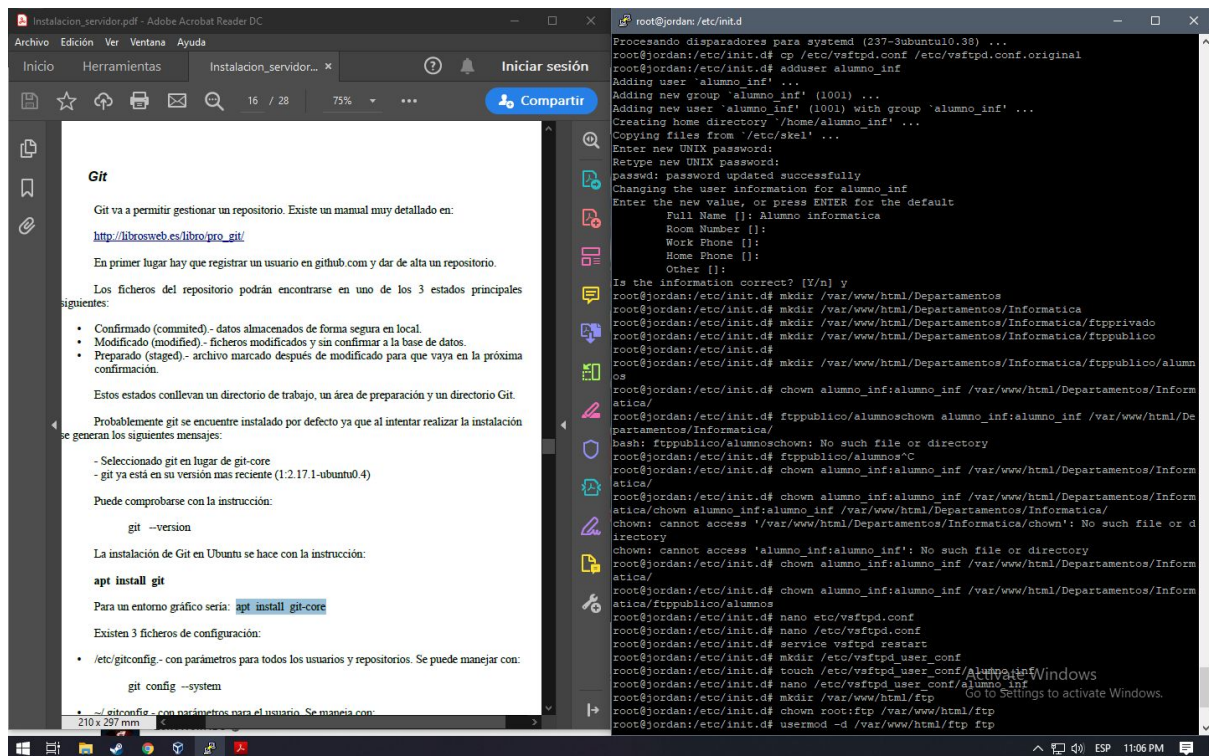 Instalacion_servidor.pdf - Adobe Acrobat Reader DC
Archivo Edición Ver Ventana Ayuda
Inicio Herramientas Instalacion_servidor... × Iniciar sesión
16 / 28 75% Compartir
Git
Git va a permitir gestionar un repositorio. Existe un manual muy detallado en:
http://librosweb.es/libro/pro_git/
En primer lugar hay que registrar un usuario en github.com y dar de alta un repositorio.
Los ficheros del repositorio podrán encontrarse en uno de los 3 estados principales
siguientes:
• Confirmado (commited).- datos almacenados de forma segura en local.
• Modificado (modified).- ficheros modificados y sin confirmar a la base de datos.
• Preparado (staged).- archivo marcado después de modificado para que vaya en la próxima
confirmación.
Estos estados conllevan un directorio de trabajo, un área de preparación y un directorio Git.
Probablemente git se encuentre instalado por defecto ya que al intentar realizar la instalación
se generan los siguientes mensajes:
- Seleccionado git en lugar de git-core
- git ya está en su versión mas reciente (1:2.17.1-ubuntu0.4)
Puede comprobarse con la instrucción:
git --version
La instalación de Git en Ubuntu se hace con la instrucción:
apt install git
Para un entorno gráfico sería: apt install git-core
Existen 3 ficheros de configuración:
• /etc/gitconfig.- con parámetros para todos los usuarios y repositorios. Se puede manejar con:
git config --system
• ~/.gitconfig.- con parámetros para el usuario. Se maneja con:
210 x 297 mm
root@jordan: /etc/init.d
Procesando disparadores para systemd (237-3ubuntu10.38) ...
root@jordan:/etc/init.d# cp /etc/vsftpd.conf /etc/vsftpd.conf.original
root@jordan:/etc/init.d# adduser alumno_inf
Adding user `alumno_inf' ...
Adding new group `alumno_inf' (1001) ...
Adding new user `alumno_inf' (1001) with group `alumno_inf' ...
Creating home directory `/home/alumno_inf' ...
Copying files from `/etc/skel' ...
Enter new UNIX password:
Retype new UNIX password:
passwd: password updated successfully
Changing the user information for alumno_inf
Enter the new value, or press ENTER for the default
Full Name []: Alumno informatica
Room Number []:
Work Phone []:
Home Phone []:
Other []:
Is the information correct? [Y/n] y
root@jordan:/etc/init.d# mkdir /var/www/html/Departamentos
root@jordan:/etc/init.d# mkdir /var/www/html/Departamentos/Informatica
root@jordan:/etc/init.d# mkdir /var/www/html/Departamentos/Informatica/ftpprivado
root@jordan:/etc/init.d# mkdir /var/www/html/Departamentos/Informatica/ftppublico
root@jordan:/etc/init.d#
root@jordan:/etc/init.d# mkdir /var/www/html/Departamentos/Informatica/ftppublico/alumn
os
root@jordan:/etc/init.d# chown alumno_inf:alumno_inf /var/www/html/Departamentos/Inform
atica/
root@jordan:/etc/init.d# ftppublico/alumnoschown alumno_inf:alumno_inf /var/www/html/De
partamentos/Informatica/
bash: ftppublico/alumnoschown: No such file or directory
root@jordan:/etc/init.d# ftppublico/alumnos^C
root@jordan:/etc/init.d# chown alumno_inf:alumno_inf /var/www/html/Departamentos/Inform
atica/
root@jordan:/etc/init.d# chown alumno_inf:alumno_inf /var/www/html/Departamentos/Inform
atica/chown alumno_inf:alumno_inf /var/www/html/Departamentos/Informatica/
chown: cannot access '/var/www/html/Departamentos/Informatica/chown': No such file or d
irectory
chown: cannot access 'alumno_inf:alumno_inf': No such file or directory
root@jordan:/etc/init.d# chown alumno_inf:alumno_inf /var/www/html/Departamentos/Inform
atica/
root@jordan:/etc/init.d# chown alumno_inf:alumno_inf /var/www/html/Departamentos/Inform
atica/ftppublico/alumnos
root@jordan:/etc/init.d# nano etc/vsftpd.conf
root@jordan:/etc/init.d# nano /etc/vsftpd.conf
root@jordan:/etc/init.d# service vsftpd restart
root@jordan:/etc/init.d# mkdir /etc/vsftpd_user_conf
root@jordan:/etc/init.d# touch /etc/vsftpd_user_conf/alumno_inf
root@jordan:/etc/init.d# nano /etc/vsftpd_user_conf/alumno_inf
root@jordan:/etc/init.d# mkdir /var/www/html/ftp
root@jordan:/etc/init.d# chown root:ftp /var/www/html/ftp
root@jordan:/etc/init.d# usermod -d /var/www/html/ftp ftp
Activate Windows
Go to Settings to activate Windows.
ESP 11:06 PM